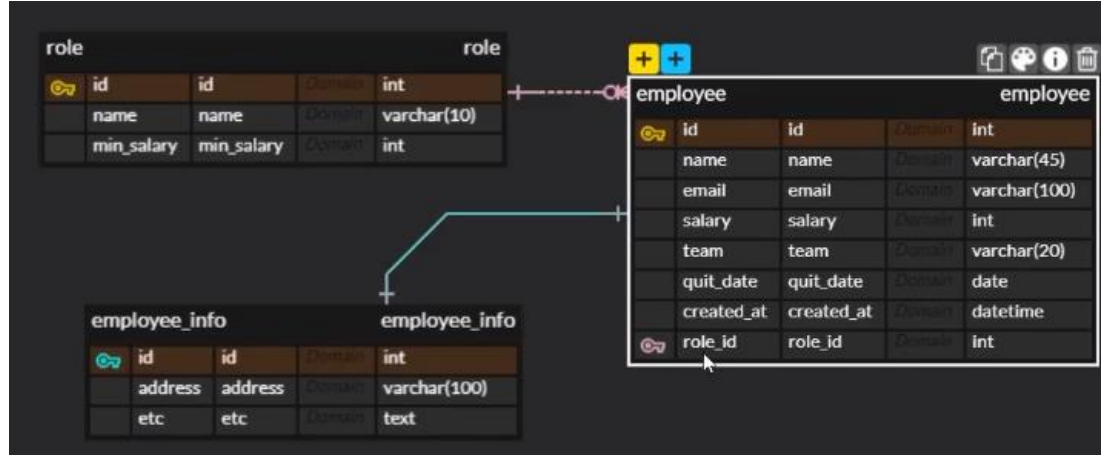 role role
id id Domain int
name name Domain varchar(10)
min_salary min_salary Domain int
employee employee
id id Domain int
name name Domain varchar(45)
email email Domain varchar(100)
salary salary Domain int
team team Domain varchar(20)
quit_date quit_date Domain date
created_at created_at Domain datetime
role_id role_id Domain int
employee_info employee_info
id id Domain int
address address Domain varchar(100)
etc etc Domain text